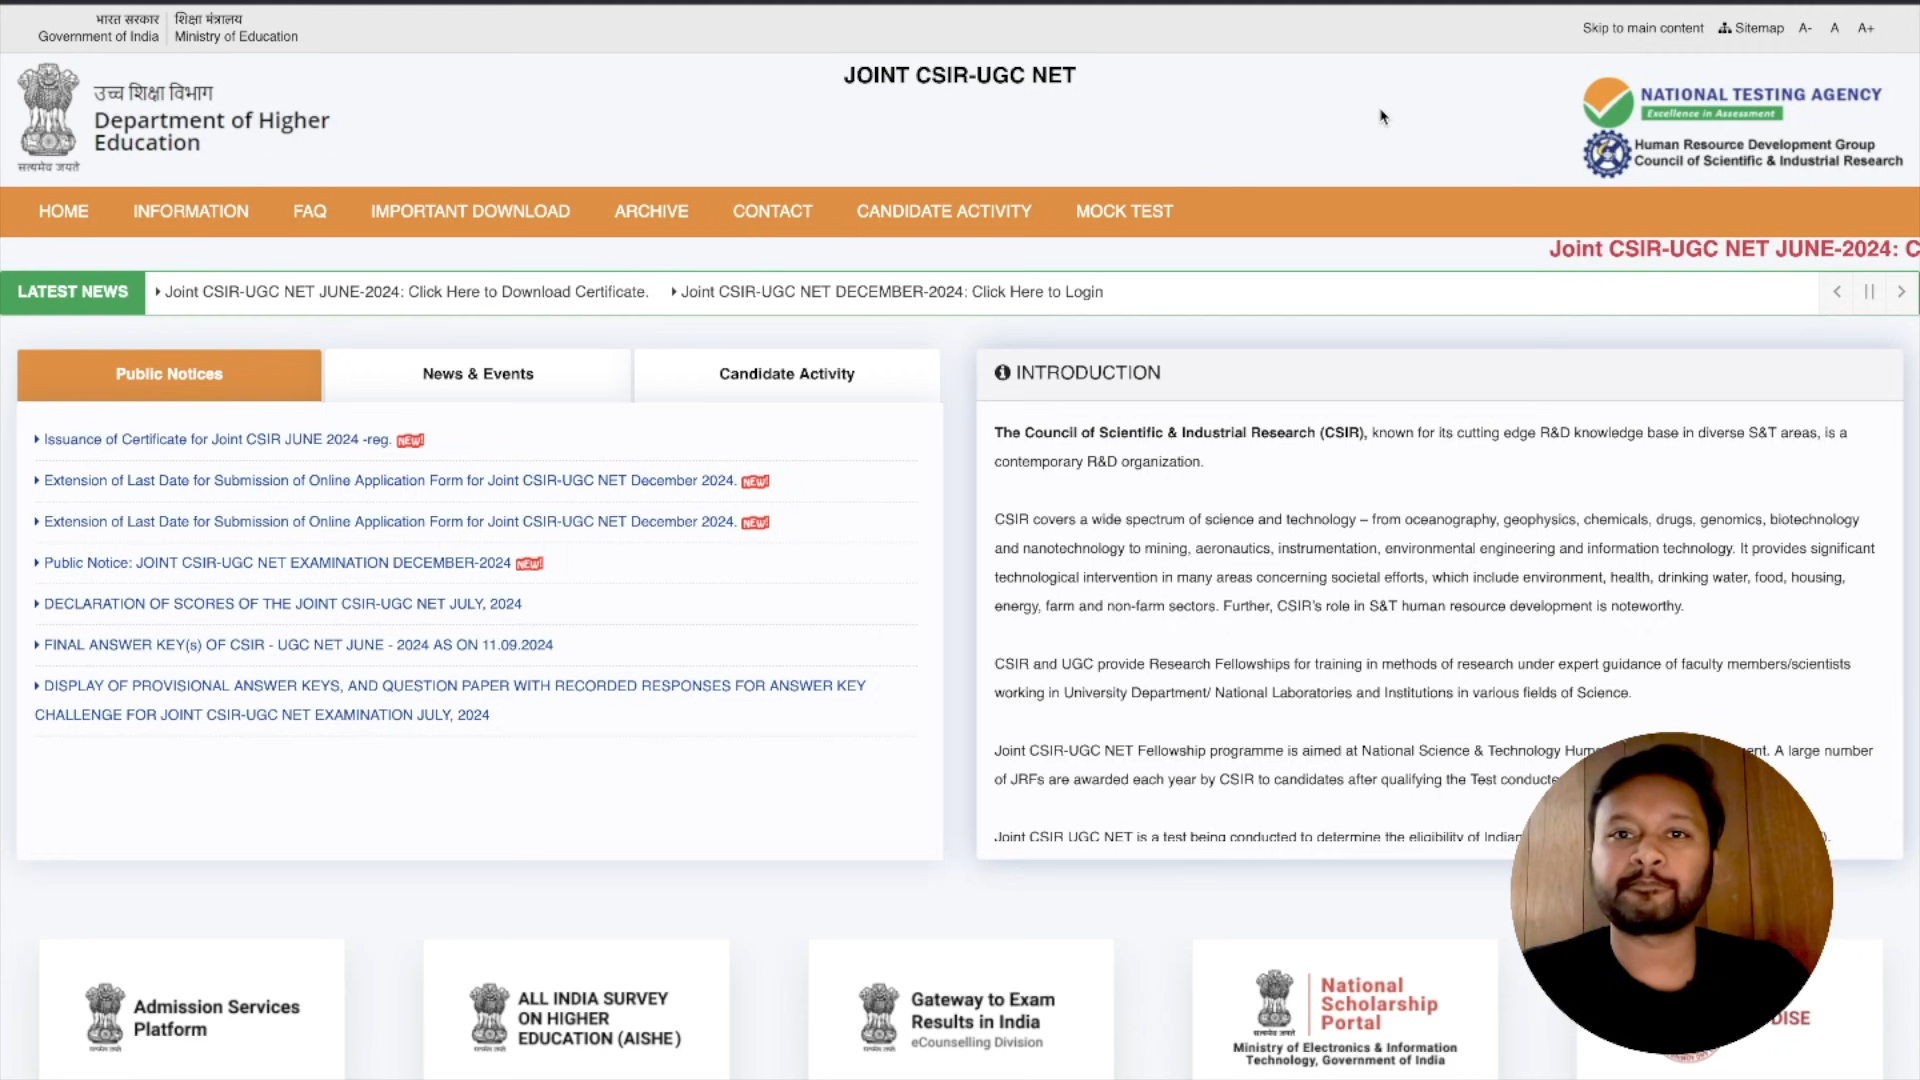 भारत सरकार
Government of India
शिक्षा मंत्रालय
Ministry of Education
Skip to main content
Sitemap
A-
A
A+
सत्यमेव जयते
उच्च शिक्षा विभाग
Department of Higher
Education
JOINT CSIR-UGC NET
NATIONAL TESTING AGENCY
Excellence in Assessment
Human Resource Development Group
Council of Scientific & Industrial Research
HOME
INFORMATION
FAQ
IMPORTANT DOWNLOAD
ARCHIVE
CONTACT
CANDIDATE ACTIVITY
MOCK TEST
Joint CSIR-UGC NET JUNE-2024: C
LATEST NEWS
Joint CSIR-UGC NET JUNE-2024: Click Here to Download Certificate.
Joint CSIR-UGC NET DECEMBER-2024: Click Here to Login
Public Notices
News & Events
Candidate Activity
Issuance of Certificate for Joint CSIR JUNE 2024 -reg. NEW!
Extension of Last Date for Submission of Online Application Form for Joint CSIR-UGC NET December 2024. NEW!
Extension of Last Date for Submission of Online Application Form for Joint CSIR-UGC NET December 2024. NEW!
Public Notice: JOINT CSIR-UGC NET EXAMINATION DECEMBER-2024 NEW!
DECLARATION OF SCORES OF THE JOINT CSIR-UGC NET JULY, 2024
FINAL ANSWER KEY(s) OF CSIR - UGC NET JUNE - 2024 AS ON 11.09.2024
DISPLAY OF PROVISIONAL ANSWER KEYS, AND QUESTION PAPER WITH RECORDED RESPONSES FOR ANSWER KEY
CHALLENGE FOR JOINT CSIR-UGC NET EXAMINATION JULY, 2024
INTRODUCTION
The Council of Scientific & Industrial Research (CSIR), known for its cutting edge R&D knowledge base in diverse S&T areas, is a
contemporary R&D organization.
CSIR covers a wide spectrum of science and technology – from oceanography, geophysics, chemicals, drugs, genomics, biotechnology
and nanotechnology to mining, aeronautics, instrumentation, environmental engineering and information technology. It provides significant
technological intervention in many areas concerning societal efforts, which include environment, health, drinking water, food, housing,
energy, farm and non-farm sectors. Further, CSIR's role in S&T human resource development is noteworthy.
CSIR and UGC provide Research Fellowships for training in methods of research under expert guidance of faculty members/scientists
working in University Department/ National Laboratories and Institutions in various fields of Science.
Joint CSIR-UGC NET Fellowship programme is aimed at National Science & Technology Hum ent. A large number
of JRFs are awarded each year by CSIR to candidates after qualifying the Test conducte
Joint CSIR UGC NET is a test being conducted to determine the eligibility of Indian
Admission Services
Platform
ALL INDIA SURVEY
ON HIGHER
EDUCATION (AISHE)
Gateway to Exam
Results in India
eCounselling Division
National
Scholarship
Portal
Ministry of Electronics & Information
Technology, Government of India
DISE